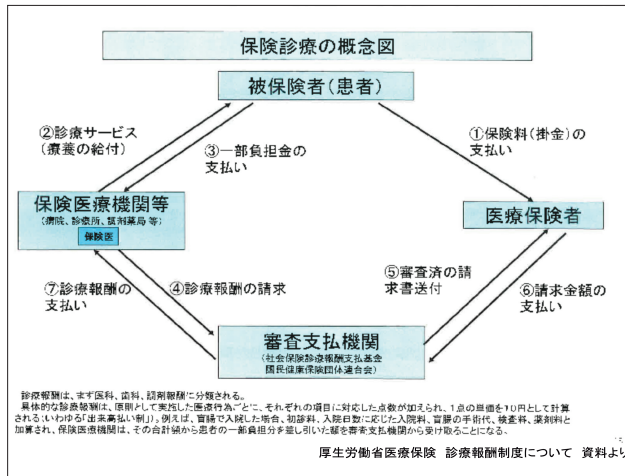 保険診療の概念図
被保険者(患者)
②診療サービス
(療養の給付)
③一部負担金の
支払い
①保険料(掛金)の
支払い
保険医療機関等
(病院、診療所、調剤薬局 等)
保険医
医療保険者
⑦診療報酬の
支払い
④診療報酬の請求
⑤審査済の請
求書送付
⑥請求金額の
支払い
審査支払機関
(社会保険診療報酬支払基金
国民健康保険団体連合会)
診療報酬は、まず医科、歯科、調剤報酬に分類される。
具体的な診療報酬は、原則として実施した医療行為ごとに、それぞれの項目に対応した点数が加えられ、1点の単価を10円として計算
される(いわゆる「出来高払い制」)。例えば、盲腸で入院した場合、初診料、入院日数に応じた入院料、盲腸の手術代、検査料、薬剤料と
加算され、保険医療機関は、その合計額から患者の一部負担分を差し引いた額を審査支払機関から受け取ることになる。
15
厚生労働省医療保険 診療報酬制度について 資料より